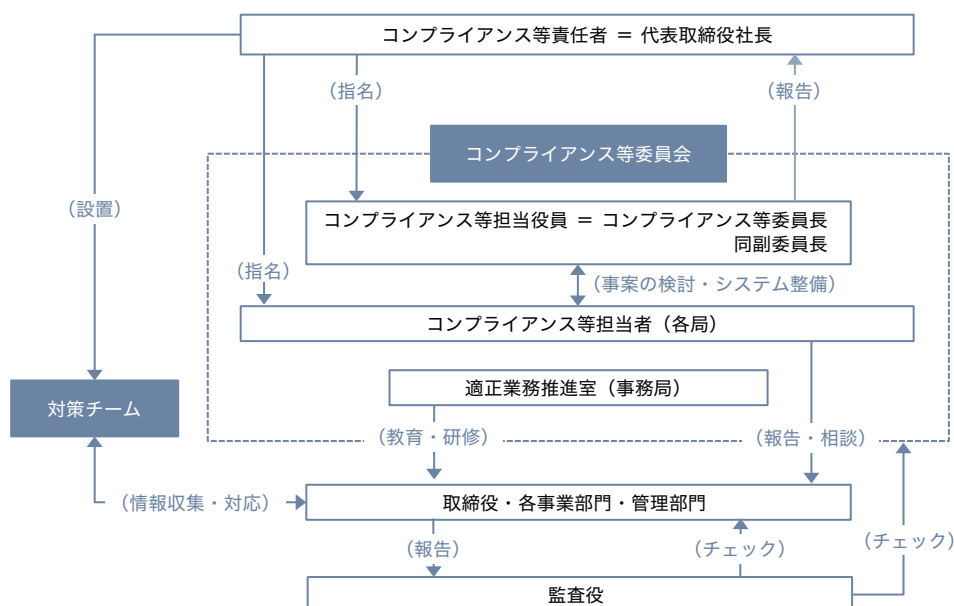 コンプライアンス等責任者 ＝ 代表取締役社長
（指名）
（報告）
コンプライアンス等委員会
（設置）
コンプライアンス等担当役員 ＝ コンプライアンス等委員長
同副委員長
（指名）
（事案の検討・システム整備）
コンプライアンス等担当者（各局）
適正業務推進室（事務局）
対策チーム
（教育・研修）
（報告・相談）
（情報収集・対応）
取締役・各事業部門・管理部門
（報告）
（チェック）
（チェック）
監査役